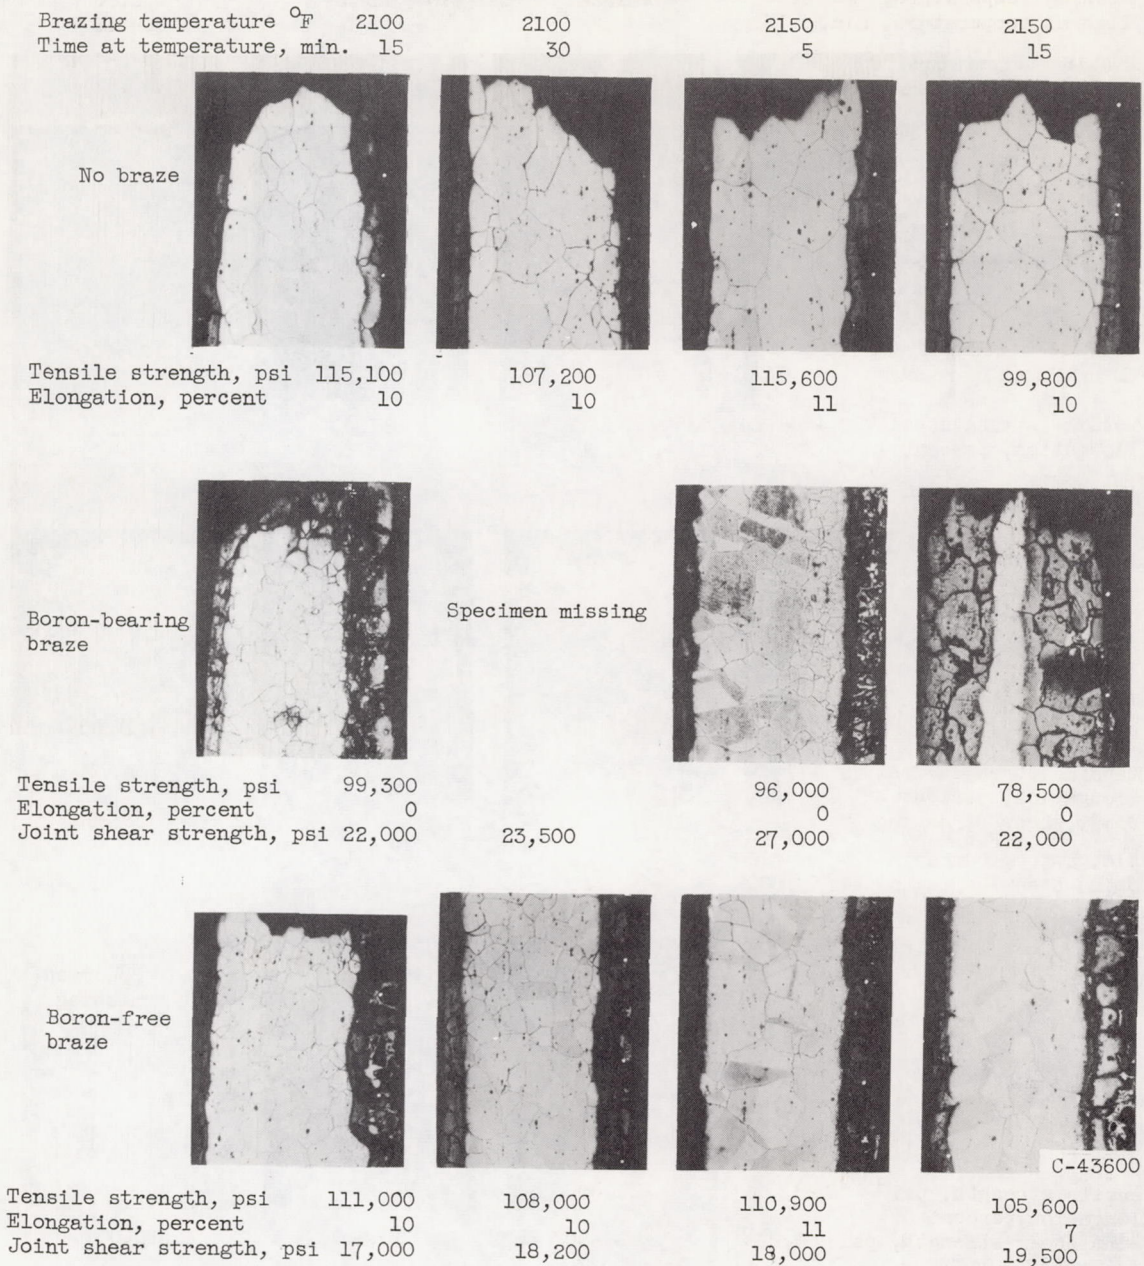 Brazing temperature °F 2100 2100 2150 2150
Time at temperature, min. 15 30 5 15
No braze
Tensile strength, psi 115,100 107,200 115,600 99,800
Elongation, percent 10 10 11 10
Boron-bearing
braze
Specimen missing
Tensile strength, psi 99,300 96,000 78,500
Elongation, percent 0 0 0
Joint shear strength, psi 22,000 23,500 27,000 22,000
Boron-free
braze
C-43600
Tensile strength, psi 111,000 108,000 110,900 105,600
Elongation, percent 10 10 11 7
Joint shear strength, psi 17,000 18,200 18,000 19,500